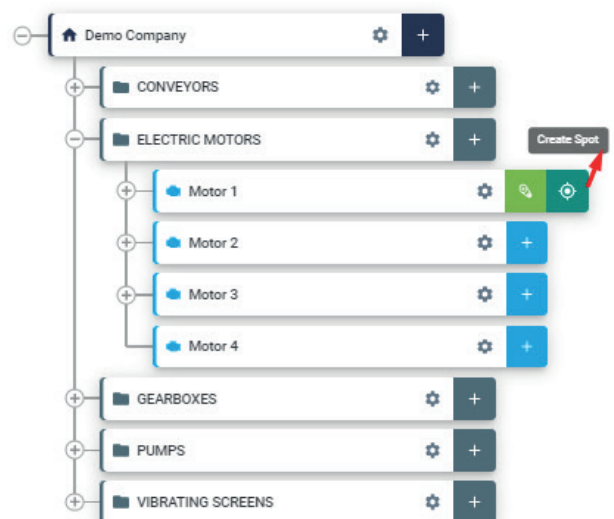 Demo Company
CONVEYORS
ELECTRIC MOTORS
Create Spot
Motor 1
Motor 2
Motor 3
Motor 4
GEARBOXES
PUMPS
VIBRATING SCREENS